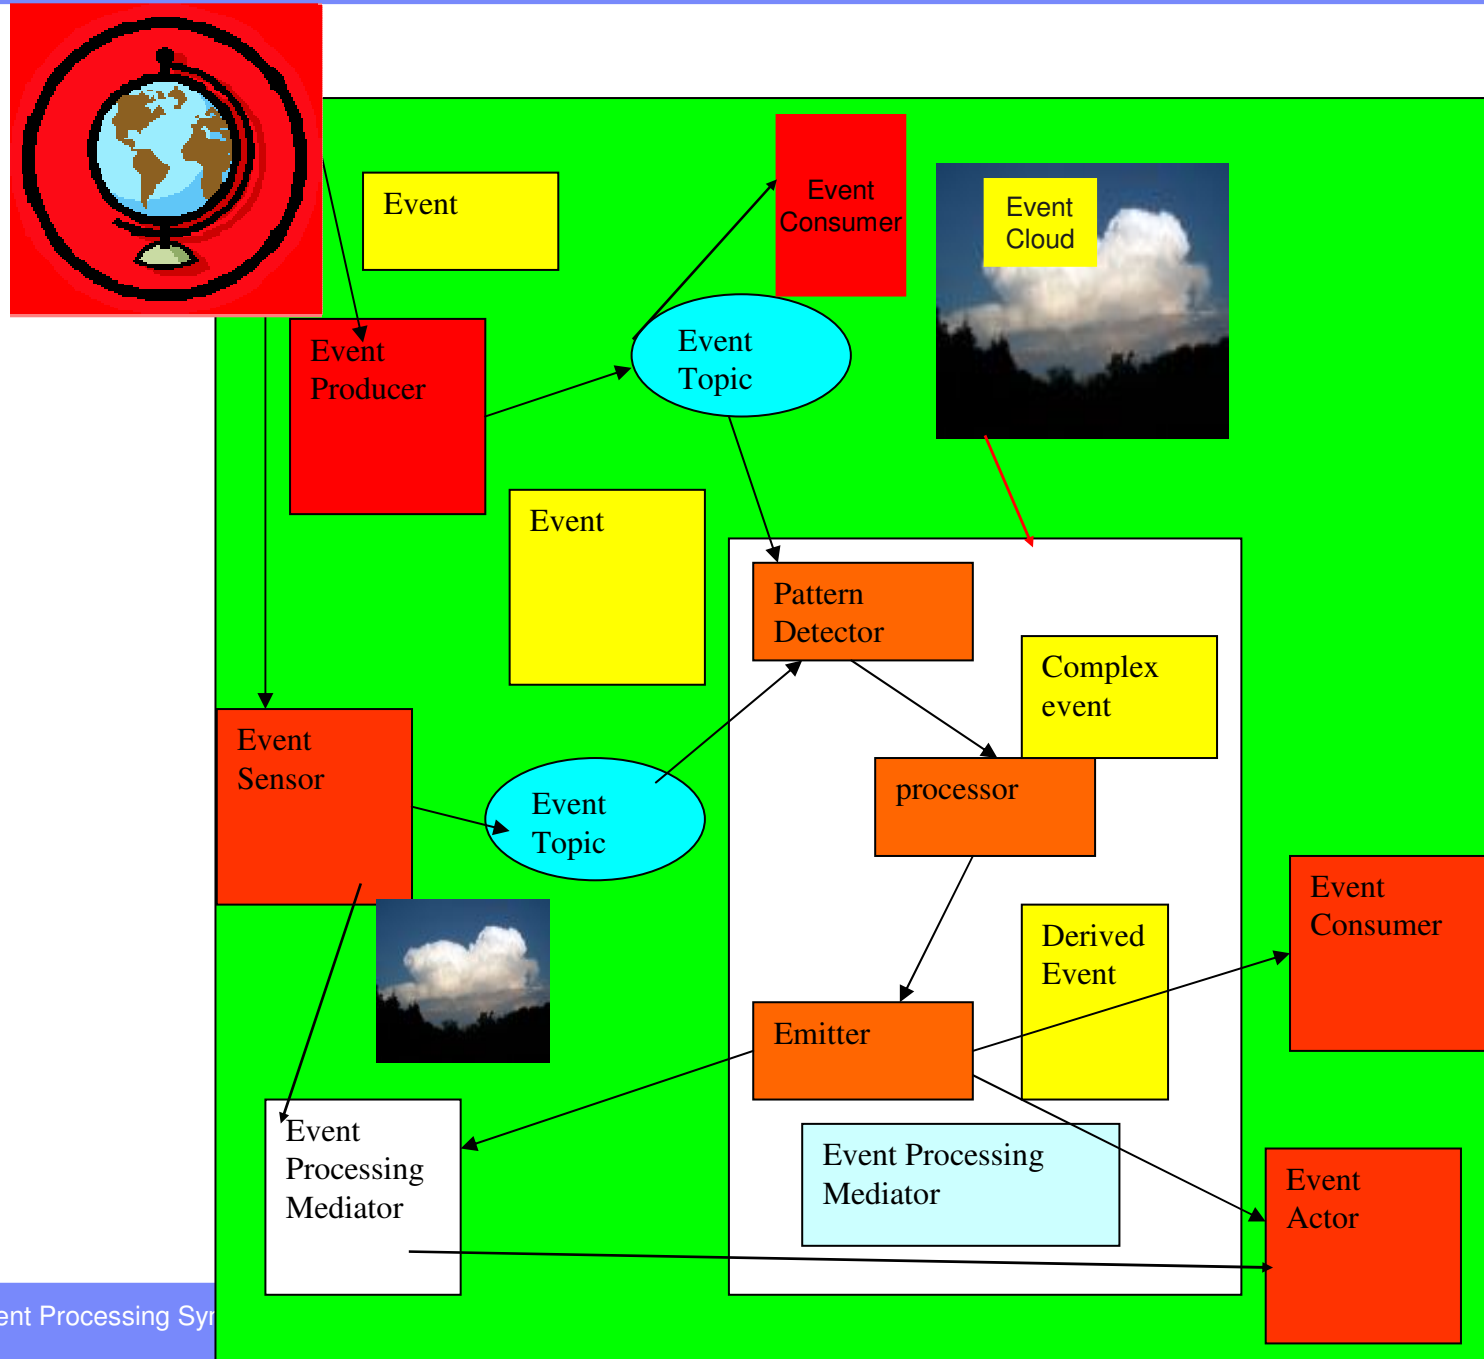 Event
Event
Consumer
Event
Cloud
Event
Producer
Event
Topic
Event
Pattern
Detector
Complex
event
Event
Sensor
processor
Event
Topic
Event
Consumer
Derived
Event
Emitter
Event
Processing
Mediator
Event Processing
Mediator
Event
Actor
ent Processing Sy